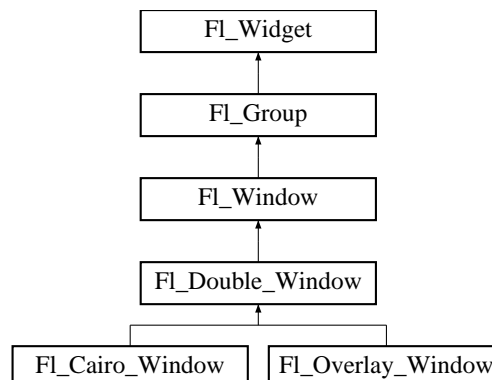 Fl_Widget
Fl_Group
Fl_Window
Fl_Double_Window
Fl_Cairo_Window
Fl_Overlay_Window